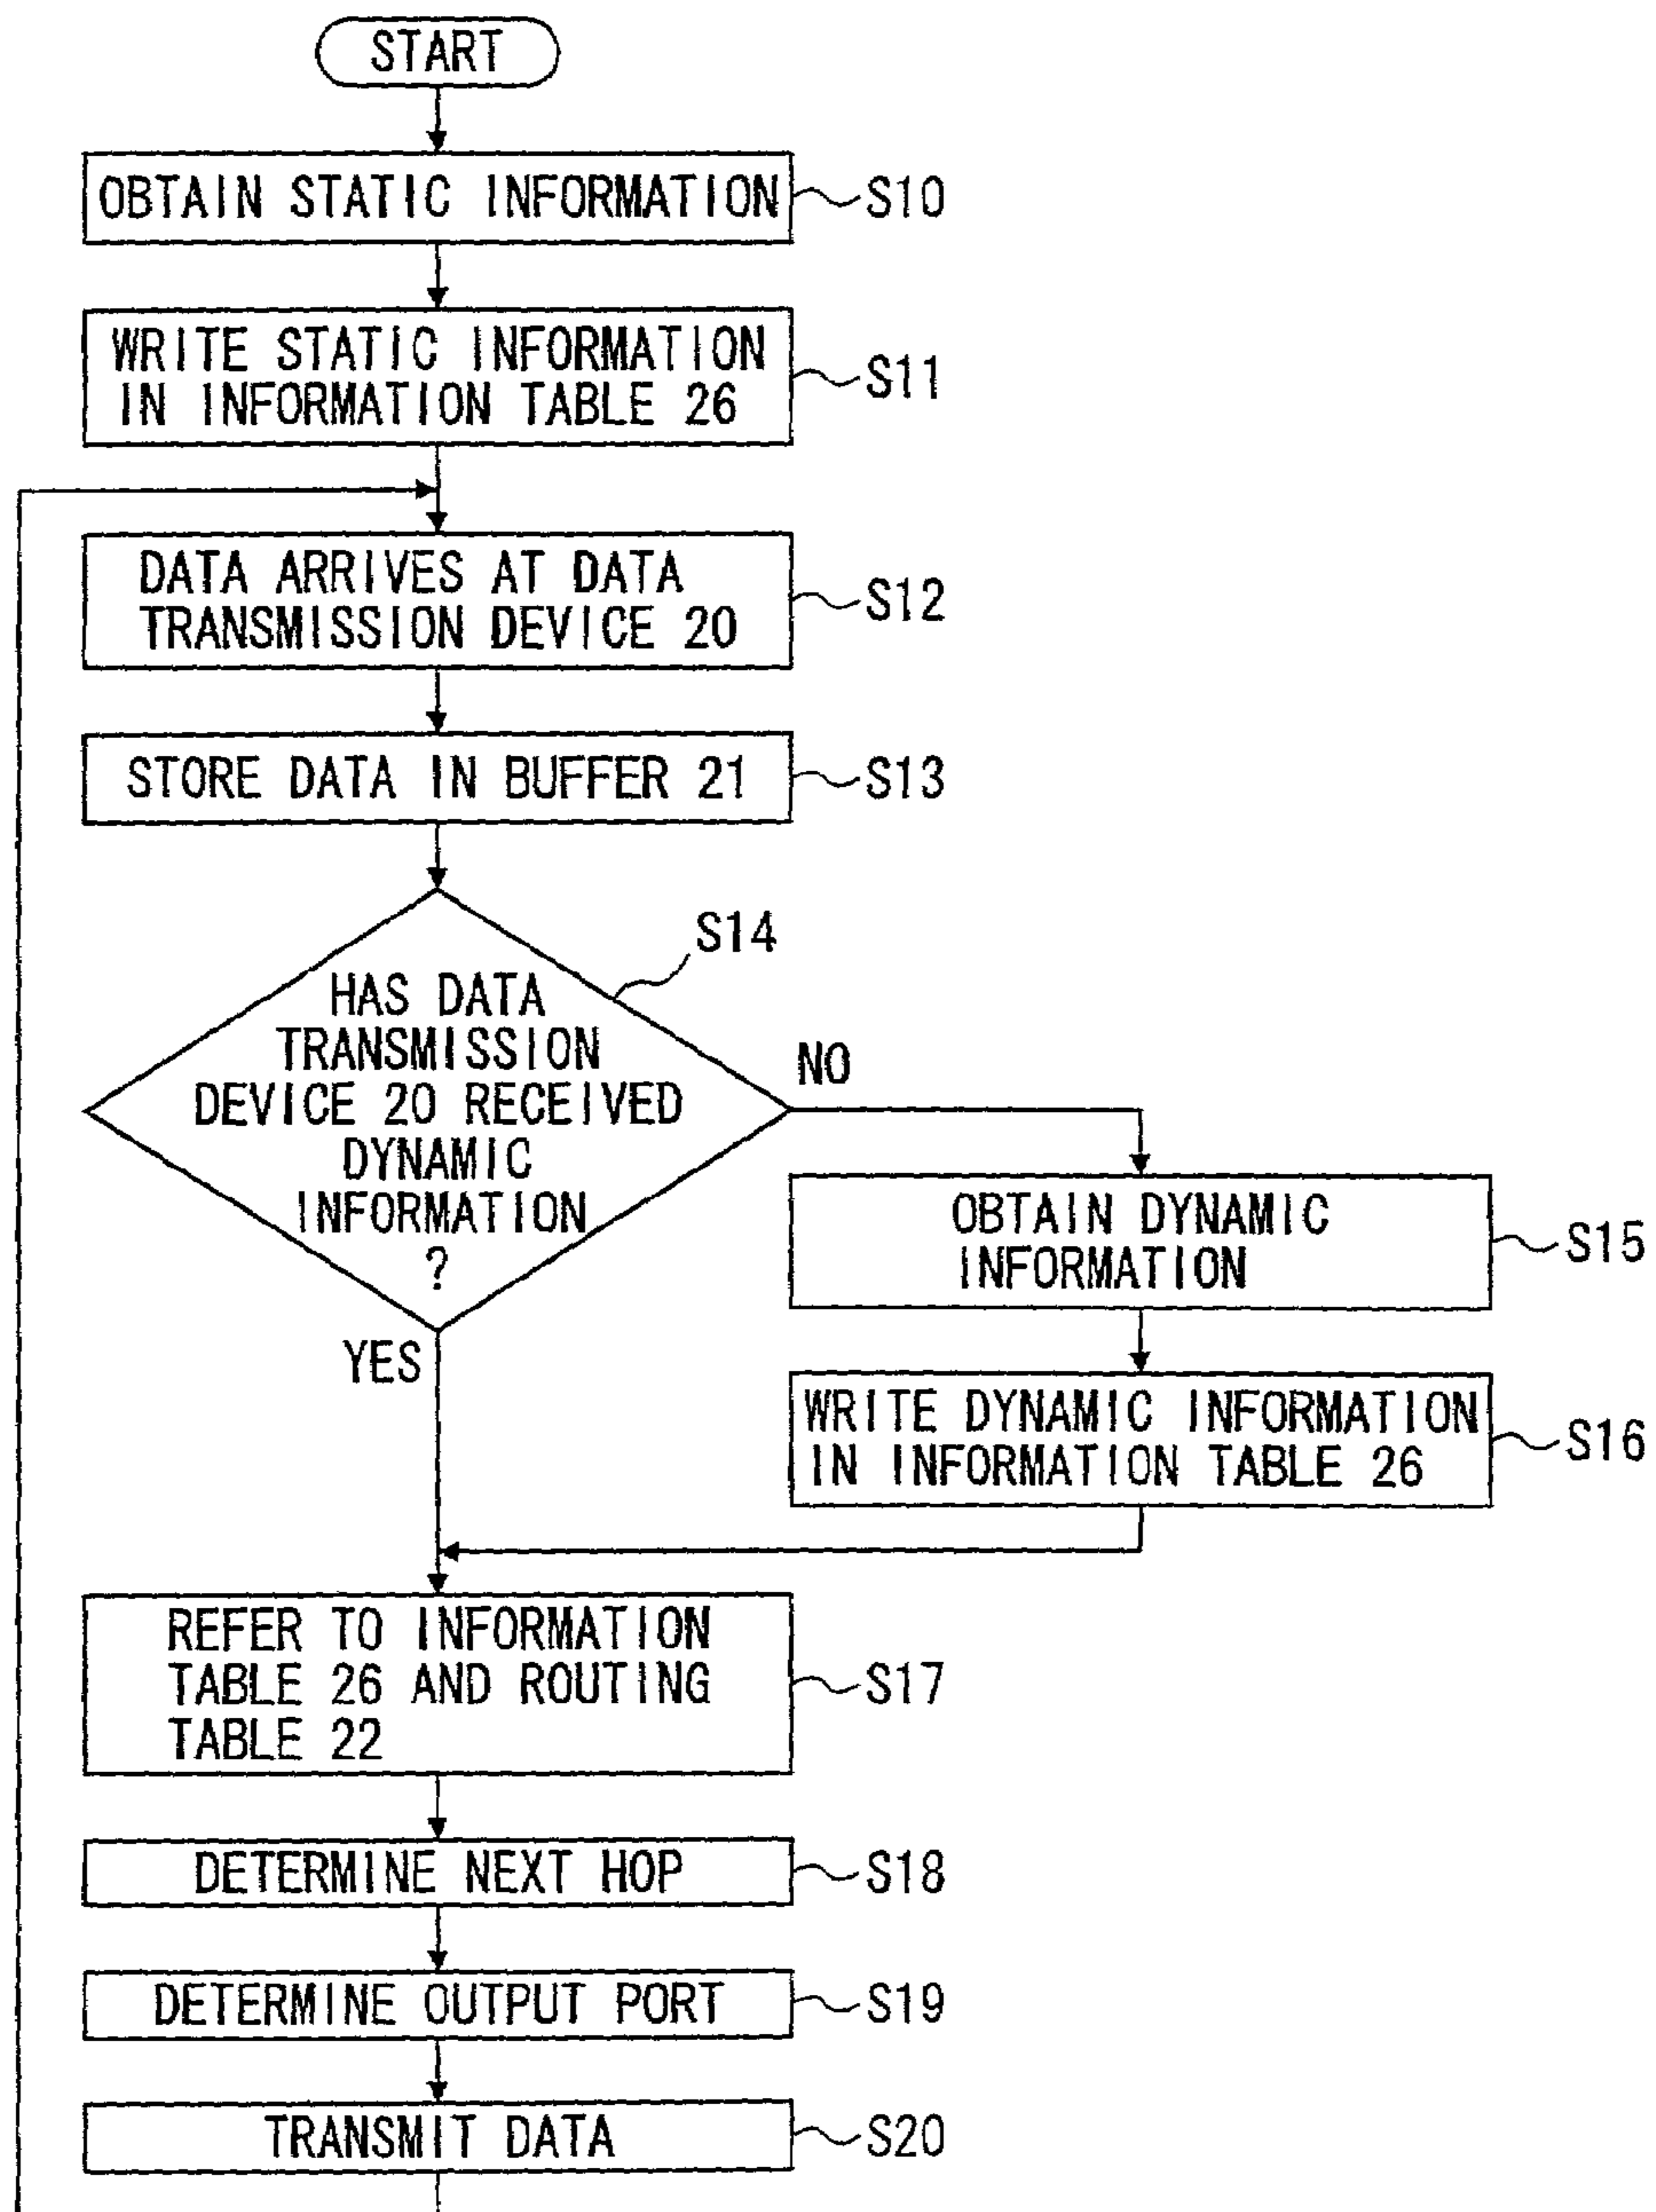 START
OBTAIN STATIC INFORMATION
S10
WRITE STATIC INFORMATION
IN INFORMATION TABLE 26
S11
DATA ARRIVES AT DATA
TRANSMISSION DEVICE 20
S12
STORE DATA IN BUFFER 21
S13
S14
HAS DATA
TRANSMISSION
DEVICE 20 RECEIVED
DYNAMIC
INFORMATION
?
NO
YES
OBTAIN DYNAMIC
INFORMATION
S15
WRITE DYNAMIC INFORMATION
IN INFORMATION TABLE 26
S16
REFER TO INFORMATION
TABLE 26 AND ROUTING
TABLE 22
S17
DETERMINE NEXT HOP
S18
DETERMINE OUTPUT PORT
S19
TRANSMIT DATA
S20